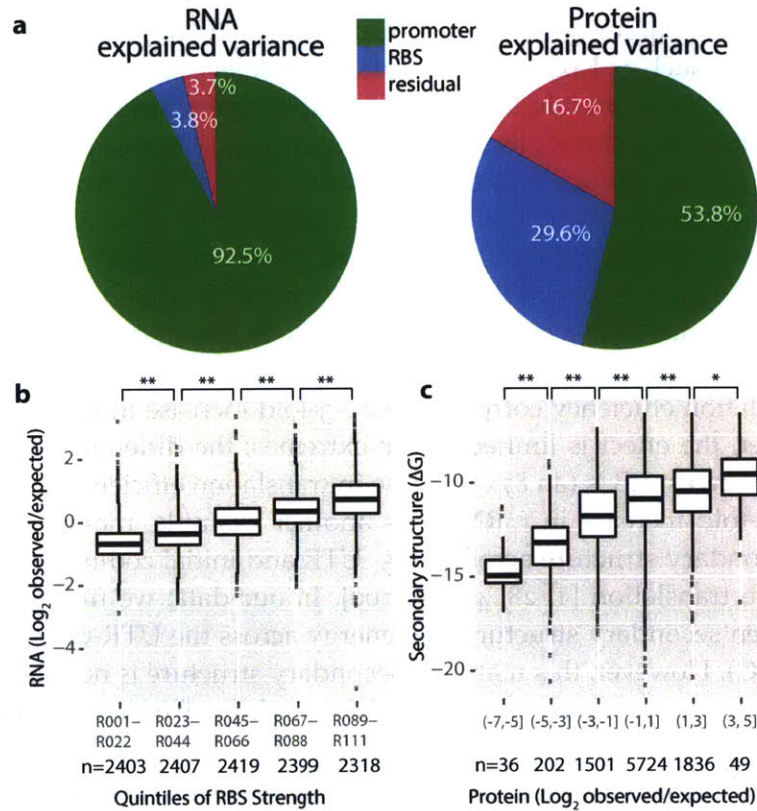 a
RNA
explained variance
promoter
RBS
residual
Protein
explained variance
3.7%
3.8%
92.5%
16.7%
29.6%
53.8%
b
** ** ** **
RNA (Log₂ observed/expected)
2
0
−2
−4
R001– R023– R045– R067– R089–
R022 R044 R066 R088 R111
n=2403 2407 2419 2399 2318
Quintiles of RBS Strength
c
** ** ** ** *
Secondary structure (ΔG)
−10
−15
−20
(-7,-5] (-5,-3] (-3,-1] (-1,1] (1,3] (3, 5]
n=36 202 1501 5724 1836 49
Protein (Log₂ observed/expected)